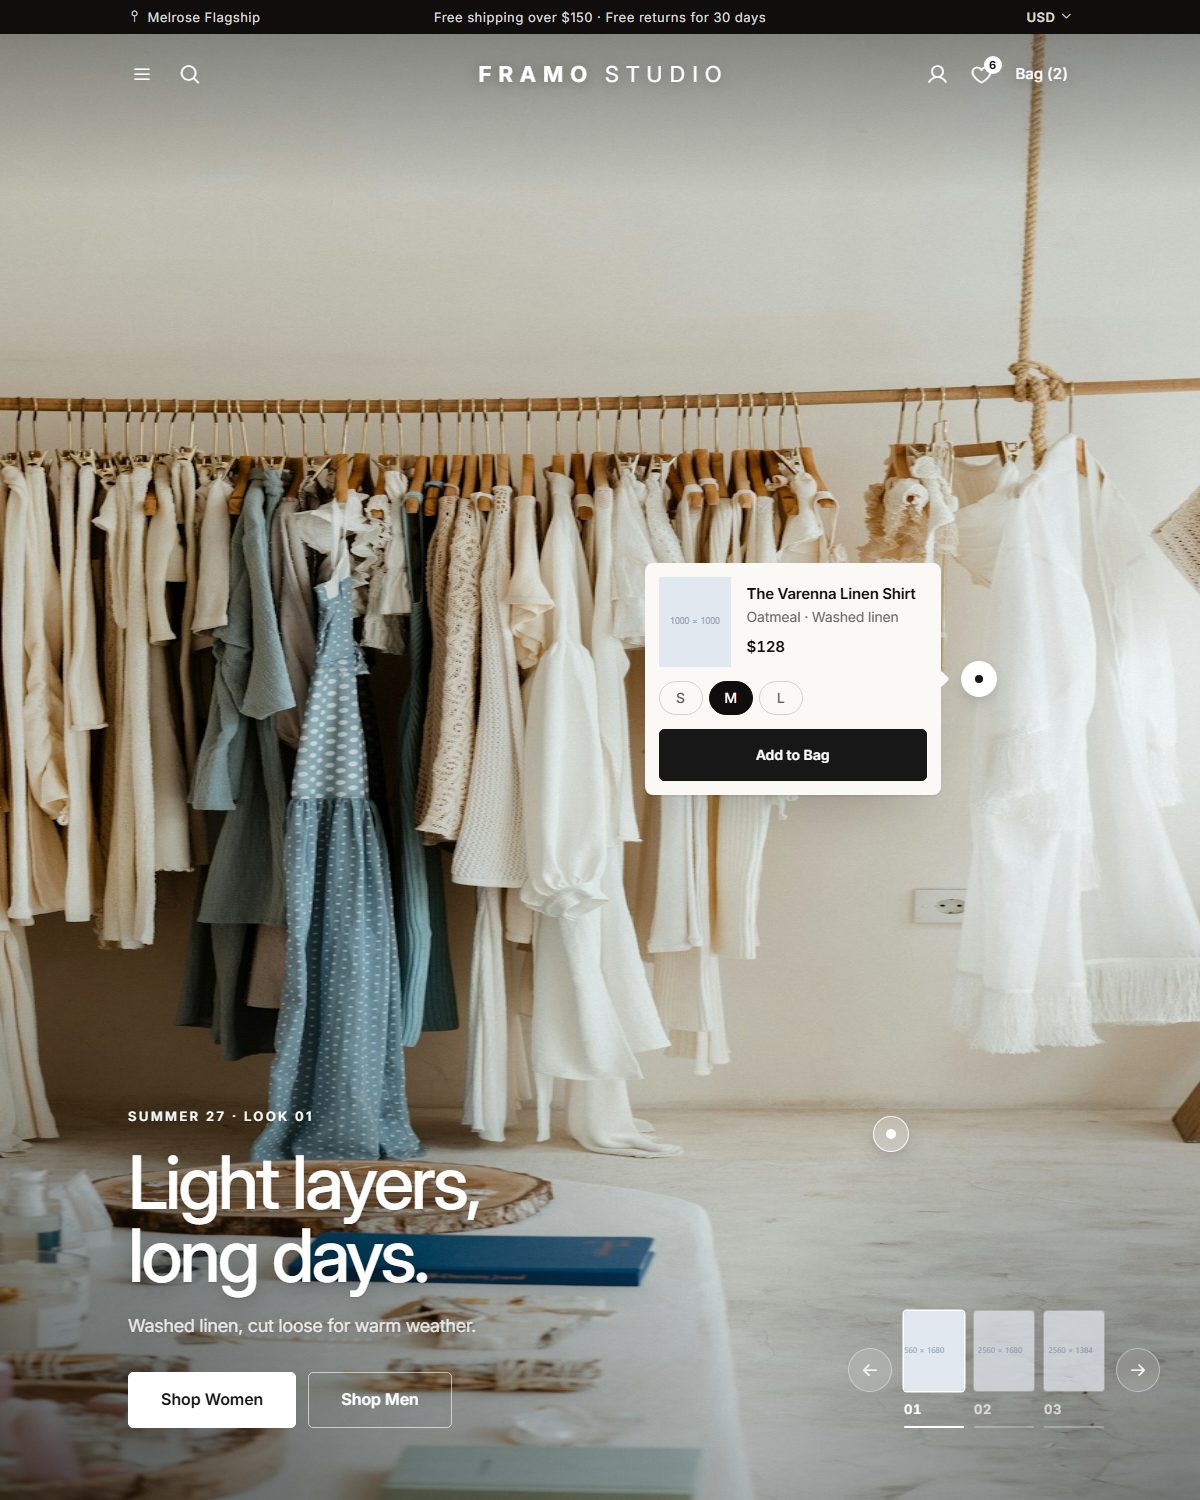 Melrose Flagship
Free shipping over $150 · Free returns for 30 days
USD
FRAMO STUDIO
6
Bag (2)
1000 × 1000
The Varenna Linen Shirt
Oatmeal · Washed linen
$128
S
M
L
Add to Bag
SUMMER 27 · LOOK 01
Light layers,
long days.
Washed linen, cut loose for warm weather.
Shop Women
Shop Men
560 × 1680
2560 × 1680
2560 × 1384
01
02
03